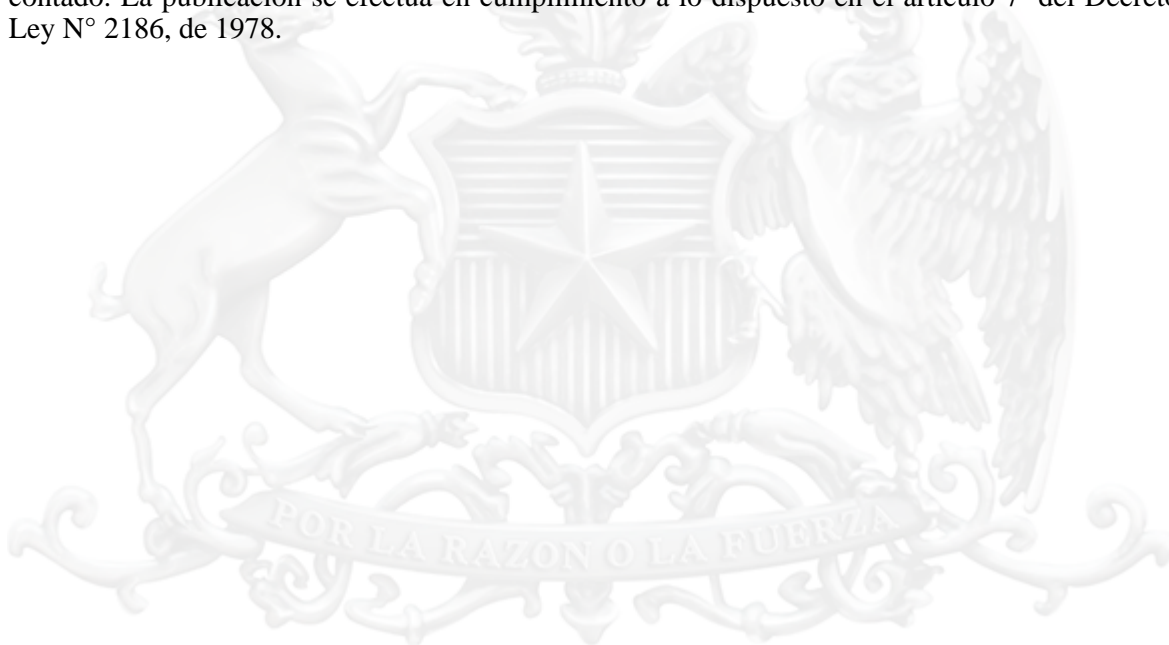 contado. La publicación se efectúa en cumplimiento a lo dispuesto en el artículo 7° del Decreto
Ley N° 2186, de 1978.
POR LA RAZON O LA FUERZA